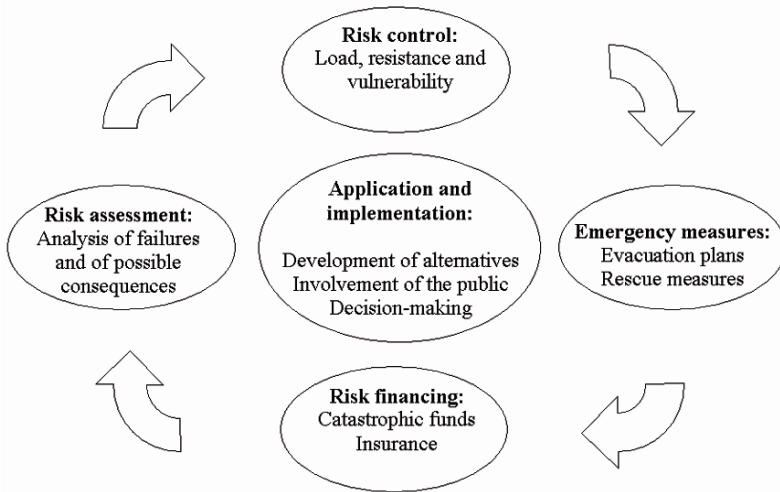 Risk control:
Load, resistance and
vulnerability
Risk assessment:
Analysis of failures
and of possible
consequences
Application and
implementation:
Development of alternatives
Involvement of the public
Decision-making
Emergency measures:
Evacuation plans
Rescue measures
Risk financing:
Catastrophic funds
Insurance